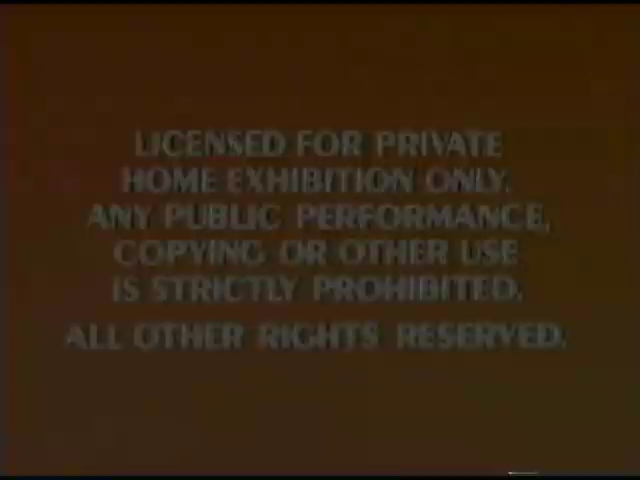 LICENSED FOR PRIVATE
HOME EXHIBITION ONLY.
ANY PUBLIC PERFORMANCE,
COPYING OR OTHER USE
IS STRICTLY PROHIBITED.
ALL OTHER RIGHTS RESERVED.